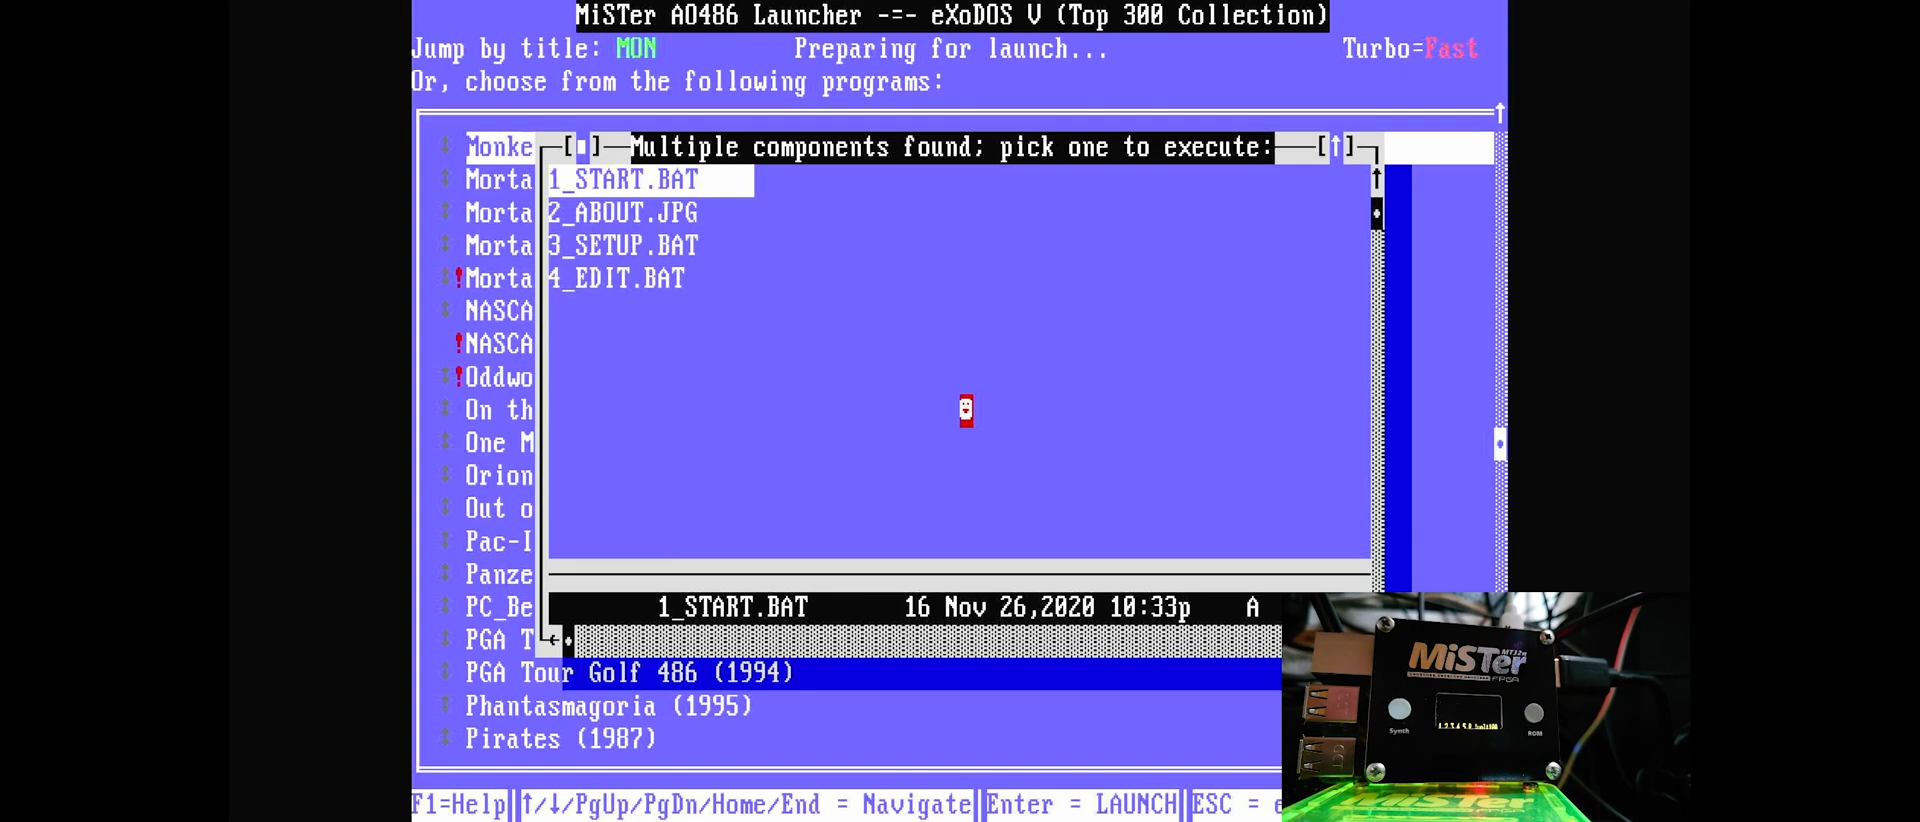 MiSTer AO486 Launcher -=- eXoDOS V (Top 300 Collection)
Jump by title: MON Preparing for launch... Turbo=Fast
Or, choose from the following programs:
Monke [ ] Multiple components found; pick one to execute: [↑]
Morta 1_START.BAT
Morta 2_ABOUT.JPG
Morta 3_SETUP.BAT
!Morta 4_EDIT.BAT
NASCA
!NASCA
!Oddwo
On th
One M
Orion
Out o
Pac-I
Panze
PC_Be 1_START.BAT 16 Nov 26,2020 10:33p A
PGA T
PGA Tour Golf 486 (1994)
Phantasmagoria (1995)
Pirates (1987)
F1=Help ↑/↓/PgUp/PgDn/Home/End = Navigate Enter = LAUNCH ESC = e
MiSTer
FPGA
Synth
ROM
MiSTer